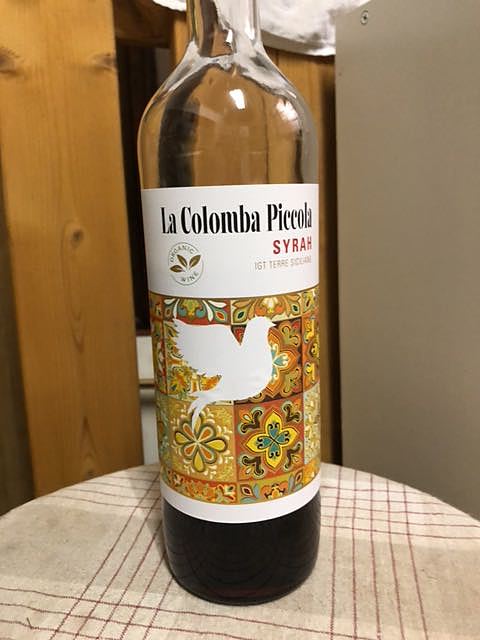 La Colomba Piccola
SYRAH
IGT TERRE SICILIANE
ORGANIC
WINE